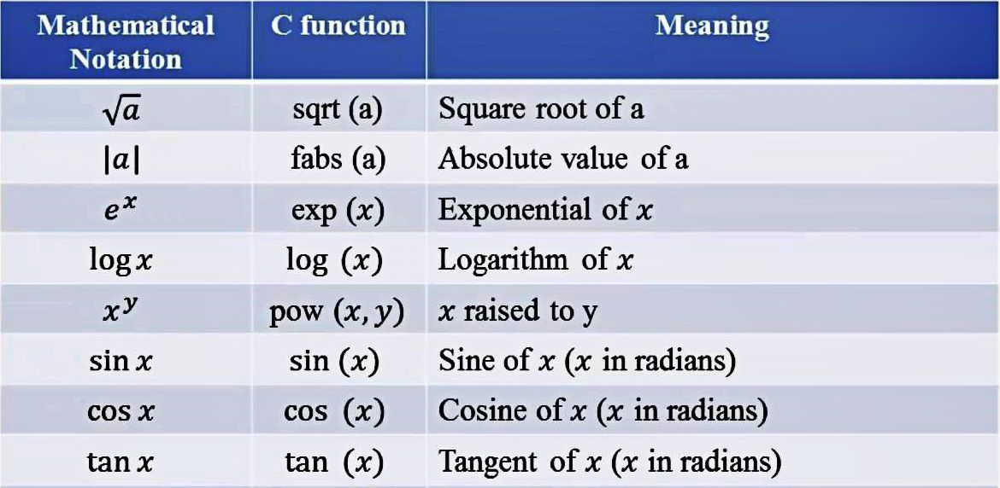 Mathematical Notation C function Meaning
√a sqrt (a) Square root of a
|a| fabs (a) Absolute value of a
eˣ exp (x) Exponential of x
log x log (x) Logarithm of x
xʸ pow (x, y) x raised to y
sin x sin (x) Sine of x (x in radians)
cos x cos (x) Cosine of x (x in radians)
tan x tan (x) Tangent of x (x in radians)